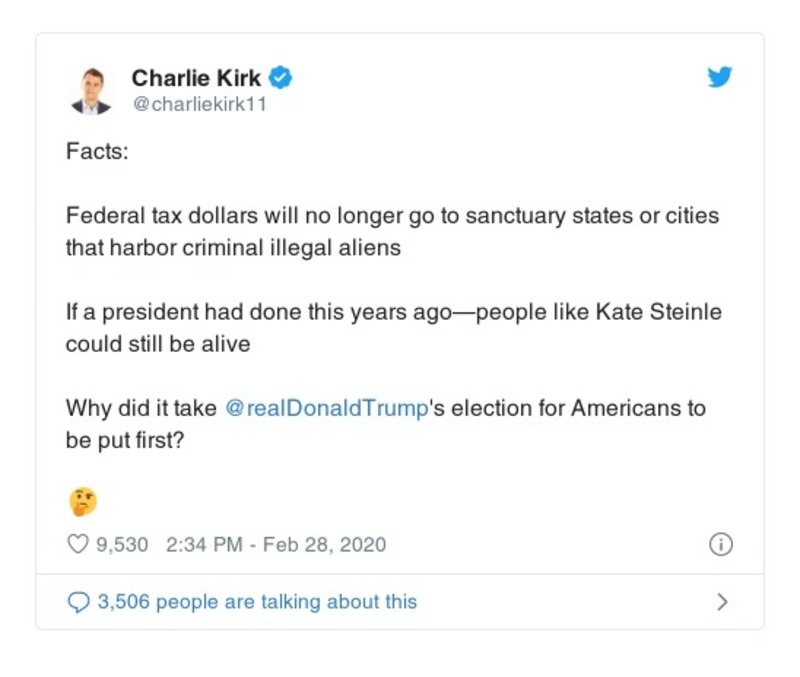 Charlie Kirk
@charliekirk11
Facts:
Federal tax dollars will no longer go to sanctuary states or cities
that harbor criminal illegal aliens
If a president had done this years ago—people like Kate Steinle
could still be alive
Why did it take @realDonaldTrump's election for Americans to
be put first?
🤔
9,530 2:34 PM - Feb 28, 2020
3,506 people are talking about this